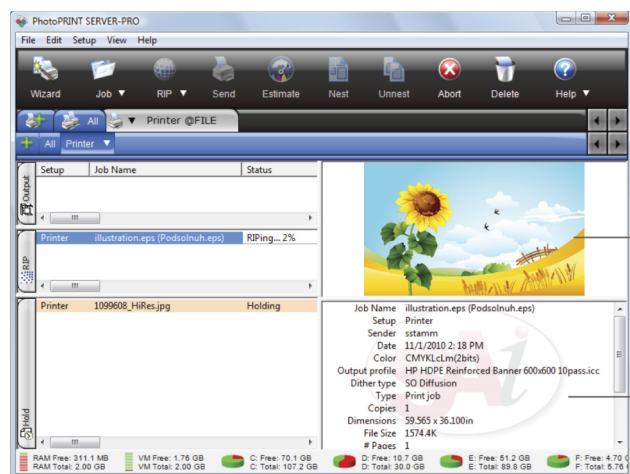 PhotoPRINT SERVER-PRO
File Edit Setup View Help
Wizard Job RIP Send Estimate Nest Unnest Abort Delete Help
All Printer @FILE
All Printer
Output
Setup Job Name Status
RIP
Printer illustration.eps (Podsolnuh.eps) RIPing... 2%
Hold
Printer 1099608_HiRes.jpg Holding
Job Name illustration.eps (Podsolnuh.eps)
Setup Printer
Sender sstamm
Date 11/1/2010 2:18 PM
Color CMYKLcLm(2bits)
Output profile HP HDPE Reinforced Banner 600x600 10pass.icc
Dither type SO Diffusion
Type Print job
Copies 1
Dimensions 59.565 x 36.100in
File Size 1574.4K
# Pages 1
SAi
RAM Free: 311.1 MB VM Free: 1.76 GB C: Free: 70.1 GB D: Free: 10.7 GB E: Free: 51.2 GB F: Free: 4.70
RAM Total: 2.00 GB VM Total: 2.00 GB C: Total: 107.2 GB D: Total: 30.0 GB E: Total: 89.8 GB F: Total: 5.76